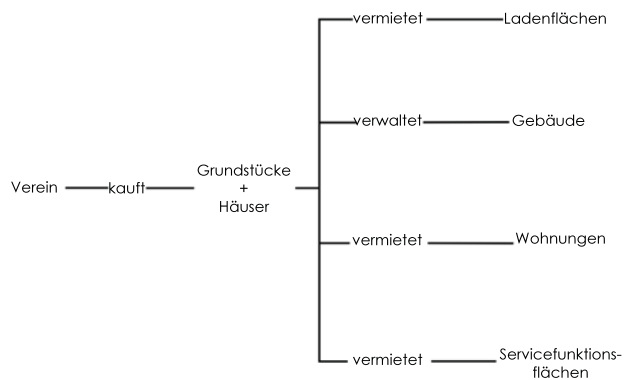 vermietet Ladenflächen
verwaltet Gebäude
Verein kauft Grundstücke
+
Häuser
vermietet Wohnungen
vermietet Servicefunktions-
flächen